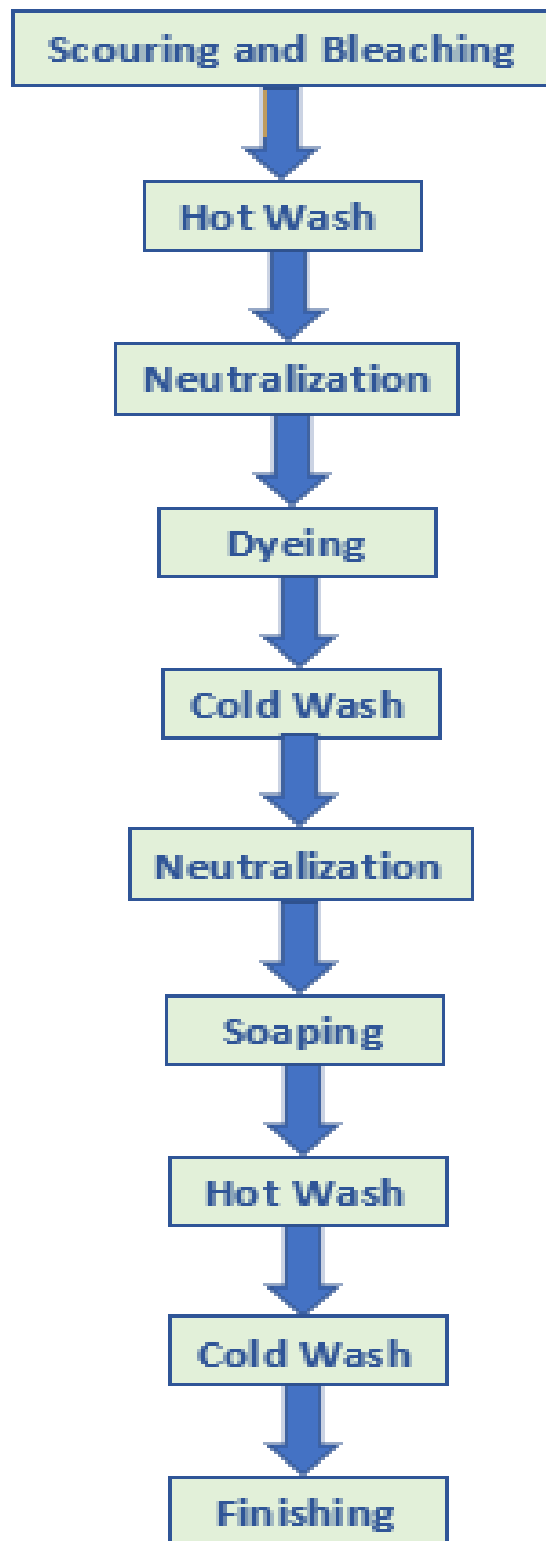 Scouring and Bleaching
Hot Wash
Neutralization
Dyeing
Cold Wash
Neutralization
Soaping
Hot Wash
Cold Wash
Finishing